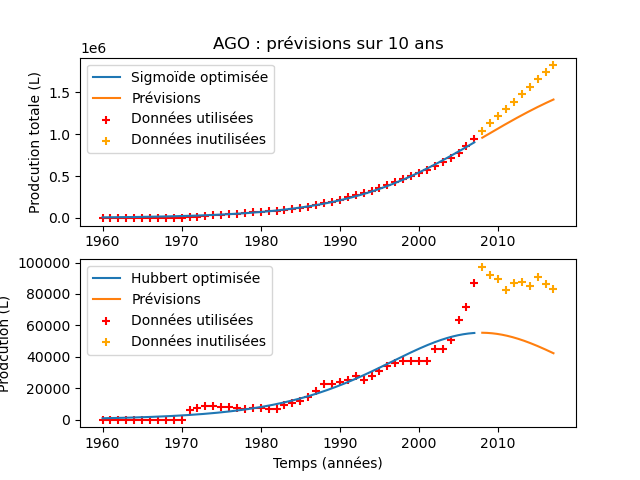 AGO : prévisions sur 10 ans
1e6
Prodcution totale (L)
1.5
1.0
0.5
0.0
Sigmoïde optimisée
Prévisions
Données utilisées
Données inutilisées
1960 1970 1980 1990 2000 2010
Prodcution (L)
100000
80000
60000
40000
20000
0
Hubbert optimisée
Prévisions
Données utilisées
Données inutilisées
1960 1970 1980 1990 2000 2010
Temps (années)